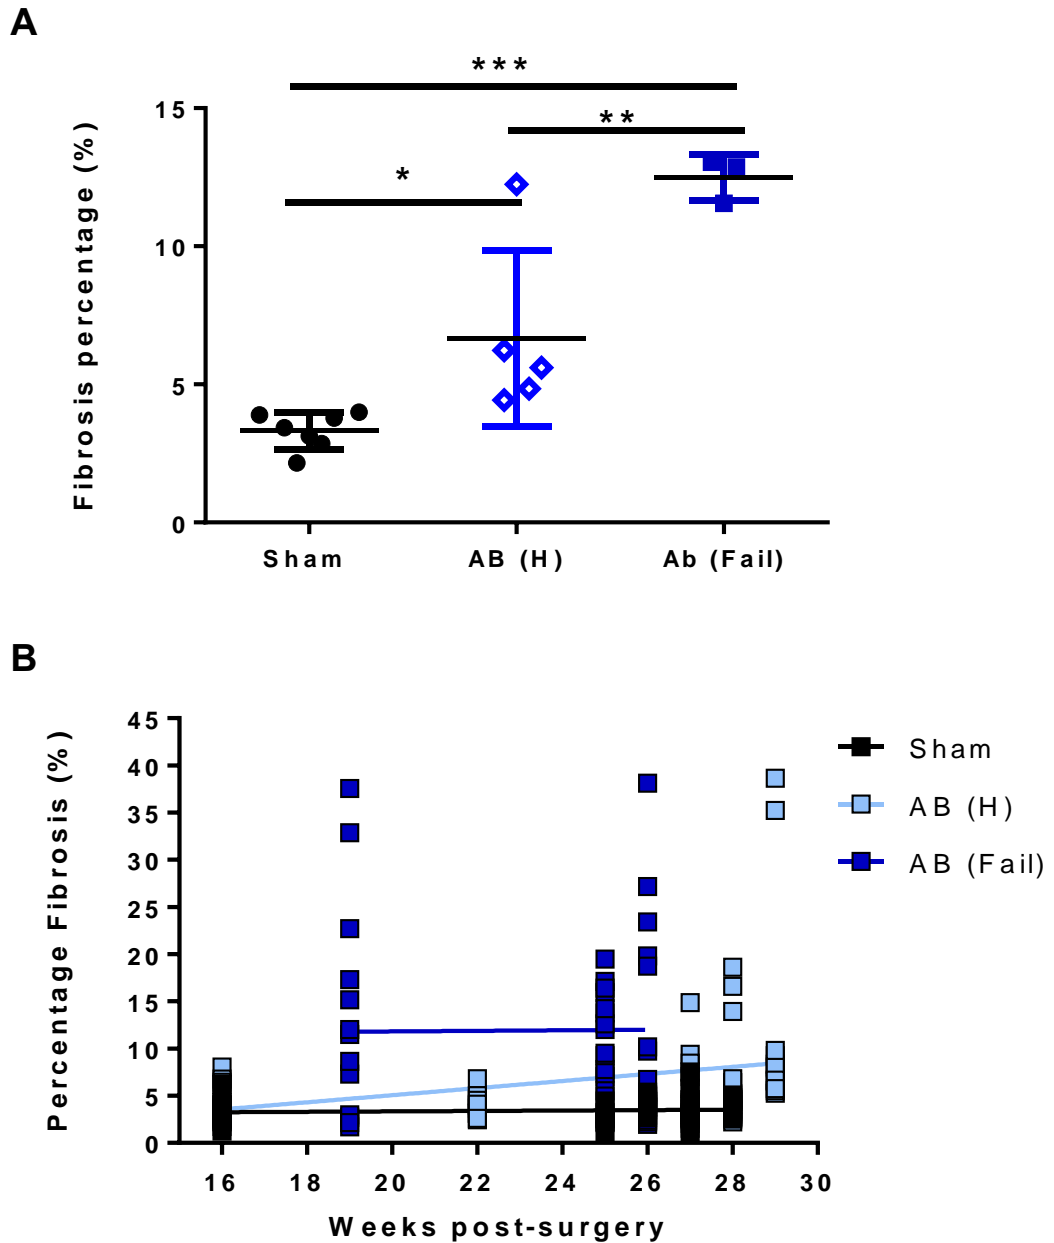 A
***
15
**
*
10
Fibrosis percentage (%)
5
0
Sham AB (H) Ab (Fail)
B
45
40
35
30
25
20
15
10
5
0
Percentage Fibrosis (%)
Sham
AB (H)
AB (Fail)
16 18 20 22 24 26 28 30
Weeks post-surgery